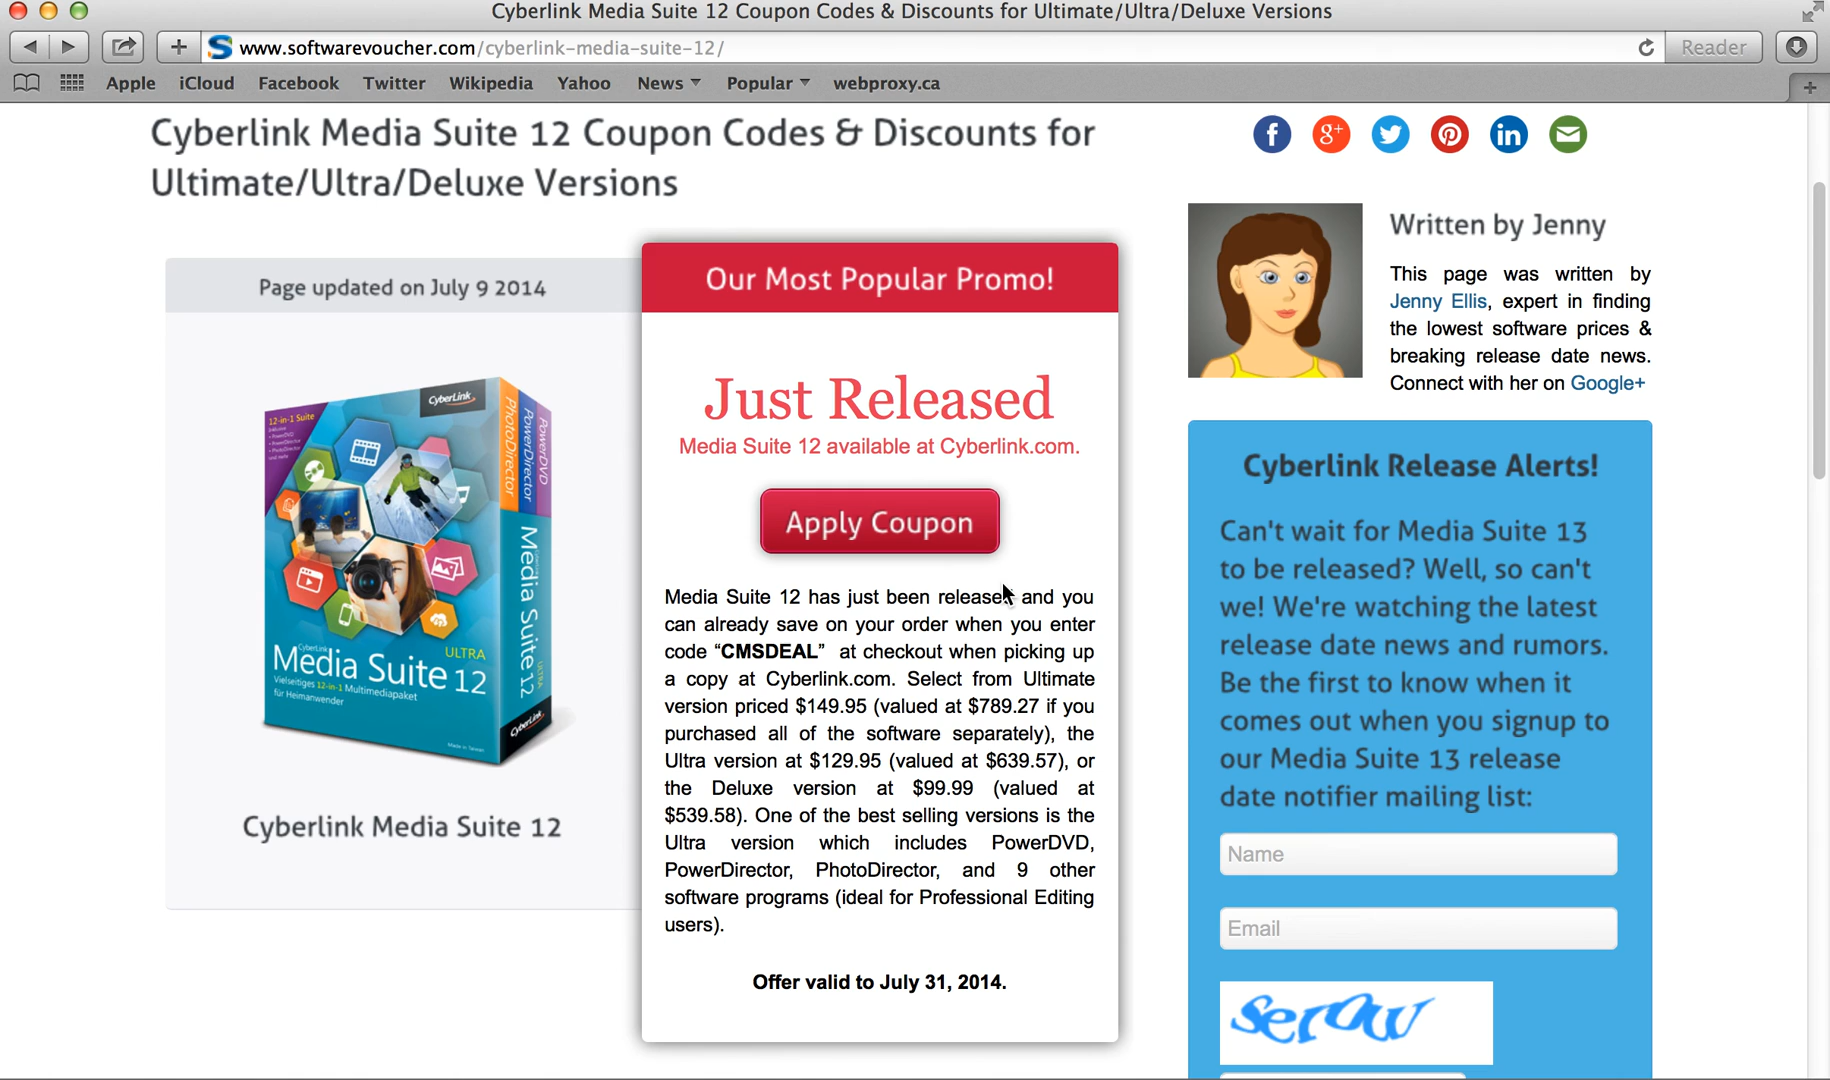 Cyberlink Media Suite 12 Coupon Codes & Discounts for Ultimate/Ultra/Deluxe Versions
www.softwarevoucher.com/cyberlink-media-suite-12/
Reader
Apple iCloud Facebook Twitter Wikipedia Yahoo News Popular webproxy.ca
Cyberlink Media Suite 12 Coupon Codes & Discounts for
Ultimate/Ultra/Deluxe Versions
Page updated on July 9 2014
CyberLink
12-in-1 Suite
PhotoDirector
PowerDirector
PowerDVD
CyberLink
Media Suite 12
ULTRA
Vielseitiges 12-in-1 Multimediapaket
für Heimanwender
Media Suite 12
ULTRA
CyberLink
Made in Taiwan
Cyberlink Media Suite 12
Our Most Popular Promo!
Just Released
Media Suite 12 available at Cyberlink.com.
Apply Coupon
Media Suite 12 has just been released and you
can already save on your order when you enter
code “CMSDEAL” at checkout when picking up
a copy at Cyberlink.com. Select from Ultimate
version priced $149.95 (valued at $789.27 if you
purchased all of the software separately), the
Ultra version at $129.95 (valued at $639.57), or
the Deluxe version at $99.99 (valued at
$539.58). One of the best selling versions is the
Ultra version which includes PowerDVD,
PowerDirector, PhotoDirector, and 9 other
software programs (ideal for Professional Editing
users).
Offer valid to July 31, 2014.
f g+ in
Written by Jenny
This page was written by
Jenny Ellis, expert in finding
the lowest software prices &
breaking release date news.
Connect with her on Google+
Cyberlink Release Alerts!
Can't wait for Media Suite 13
to be released? Well, so can't
we! We're watching the latest
release date news and rumors.
Be the first to know when it
comes out when you signup to
our Media Suite 13 release
date notifier mailing list:
Name
Email